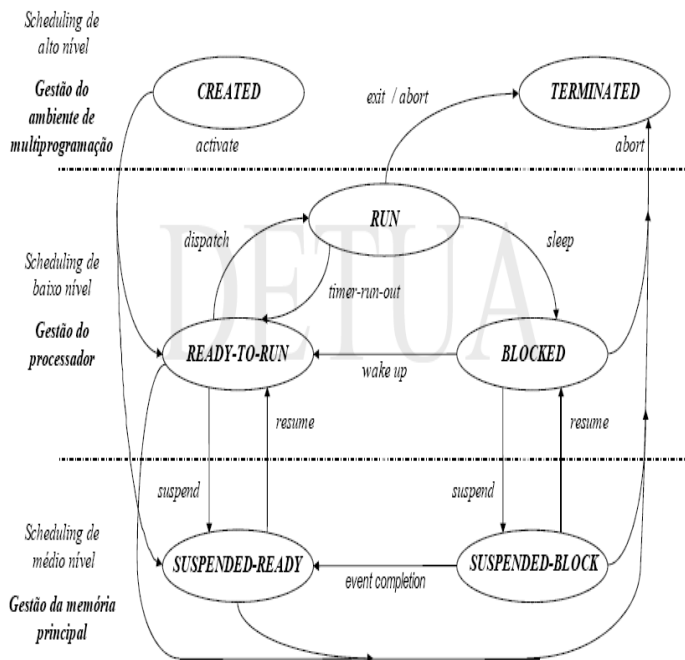 Scheduling de
alto nível
Gestão do
ambiente de
multiprogramação
CREATED
activate
exit / abort
TERMINATED
abort
RUN
dispatch
sleep
timer-run-out
DETUA
Scheduling de
baixo nível
Gestão do
processador
READY-TO-RUN
wake up
BLOCKED
resume
resume
suspend
suspend
Scheduling de
médio nível
Gestão da memória
principal
SUSPENDED-READY
event completion
SUSPENDED-BLOCK